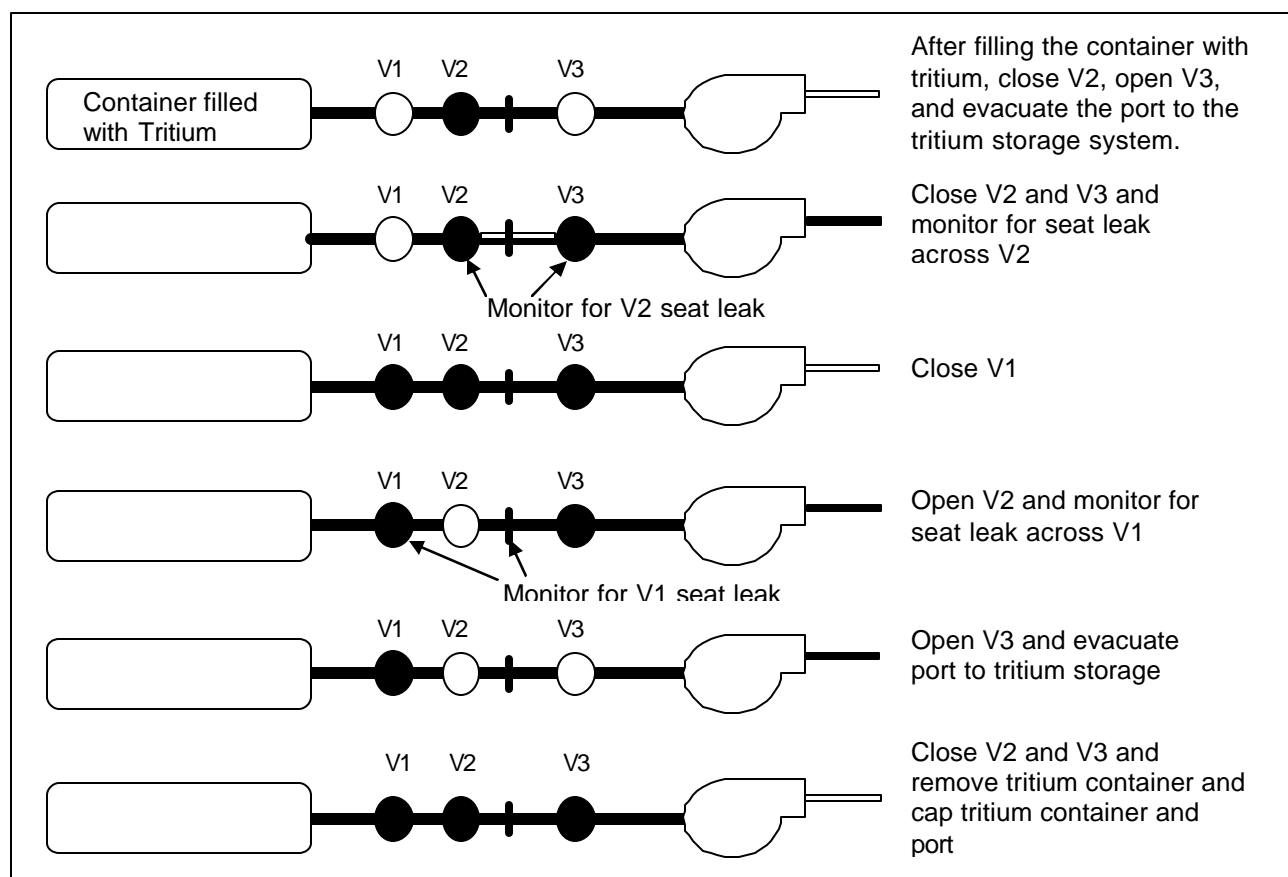 V1 V2 V3
Container filled
with Tritium
After filling the container with
tritium, close V2, open V3,
and evacuate the port to the
tritium storage system.
V1 V2 V3
Close V2 and V3 and
monitor for seat leak
across V2
Monitor for V2 seat leak
V1 V2 V3
Close V1
V1 V2 V3
Open V2 and monitor for
seat leak across V1
Monitor for V1 seat leak
V1 V2 V3
Open V3 and evacuate
port to tritium storage
V1 V2 V3
Close V2 and V3 and
remove tritium container and
cap tritium container and
port